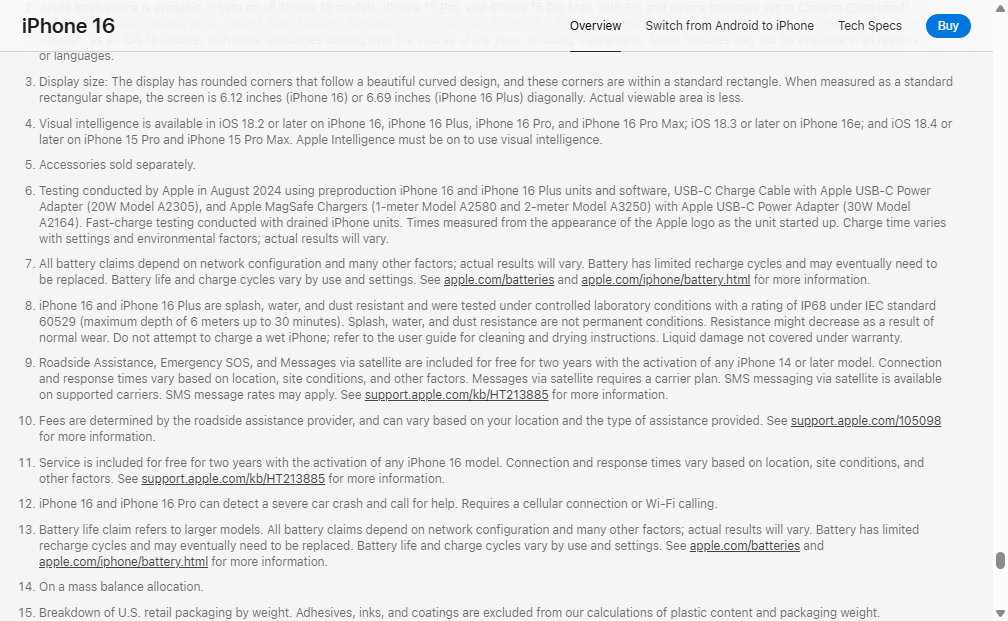 2. Apple Intelligence is available in beta on all iPhone 16 models, iPhone 15 Pro, and iPhone 15 Pro Max, with Siri and device language set to Chinese (Simplified),
iPhone 16
Overview
Switch from Android to iPhone
Tech Specs
Buy
or languages.
3. Display size: The display has rounded corners that follow a beautiful curved design, and these corners are within a standard rectangle. When measured as a standard
rectangular shape, the screen is 6.12 inches (iPhone 16) or 6.69 inches (iPhone 16 Plus) diagonally. Actual viewable area is less.
4. Visual intelligence is available in iOS 18.2 or later on iPhone 16, iPhone 16 Plus, iPhone 16 Pro, and iPhone 16 Pro Max; iOS 18.3 or later on iPhone 16e; and iOS 18.4 or
later on iPhone 15 Pro and iPhone 15 Pro Max. Apple Intelligence must be on to use visual intelligence.
5. Accessories sold separately.
6. Testing conducted by Apple in August 2024 using preproduction iPhone 16 and iPhone 16 Plus units and software, USB-C Charge Cable with Apple USB-C Power
Adapter (20W Model A2305), and Apple MagSafe Chargers (1-meter Model A2580 and 2-meter Model A3250) with Apple USB-C Power Adapter (30W Model
A2164). Fast-charge testing conducted with drained iPhone units. Times measured from the appearance of the Apple logo as the unit started up. Charge time varies
with settings and environmental factors; actual results will vary.
7. All battery claims depend on network configuration and many other factors; actual results will vary. Battery has limited recharge cycles and may eventually need to
be replaced. Battery life and charge cycles vary by use and settings. See apple.com/batteries and apple.com/iphone/battery.html for more information.
8. iPhone 16 and iPhone 16 Plus are splash, water, and dust resistant and were tested under controlled laboratory conditions with a rating of IP68 under IEC standard
60529 (maximum depth of 6 meters up to 30 minutes). Splash, water, and dust resistance are not permanent conditions. Resistance might decrease as a result of
normal wear. Do not attempt to charge a wet iPhone; refer to the user guide for cleaning and drying instructions. Liquid damage not covered under warranty.
9. Roadside Assistance, Emergency SOS, and Messages via satellite are included for free for two years with the activation of any iPhone 14 or later model. Connection
and response times vary based on location, site conditions, and other factors. Messages via satellite requires a carrier plan. SMS messaging via satellite is available
on supported carriers. SMS message rates may apply. See support.apple.com/kb/HT213885 for more information.
10. Fees are determined by the roadside assistance provider, and can vary based on your location and the type of assistance provided. See support.apple.com/105098
for more information.
11. Service is included for free for two years with the activation of any iPhone 16 model. Connection and response times vary based on location, site conditions, and
other factors. See support.apple.com/kb/HT213885 for more information.
12. iPhone 16 and iPhone 16 Pro can detect a severe car crash and call for help. Requires a cellular connection or Wi-Fi calling.
13. Battery life claim refers to larger models. All battery claims depend on network configuration and many other factors; actual results will vary. Battery has limited
recharge cycles and may eventually need to be replaced. Battery life and charge cycles vary by use and settings. See apple.com/batteries and
apple.com/iphone/battery.html for more information.
14. On a mass balance allocation.
15. Breakdown of U.S. retail packaging by weight. Adhesives, inks, and coatings are excluded from our calculations of plastic content and packaging weight.